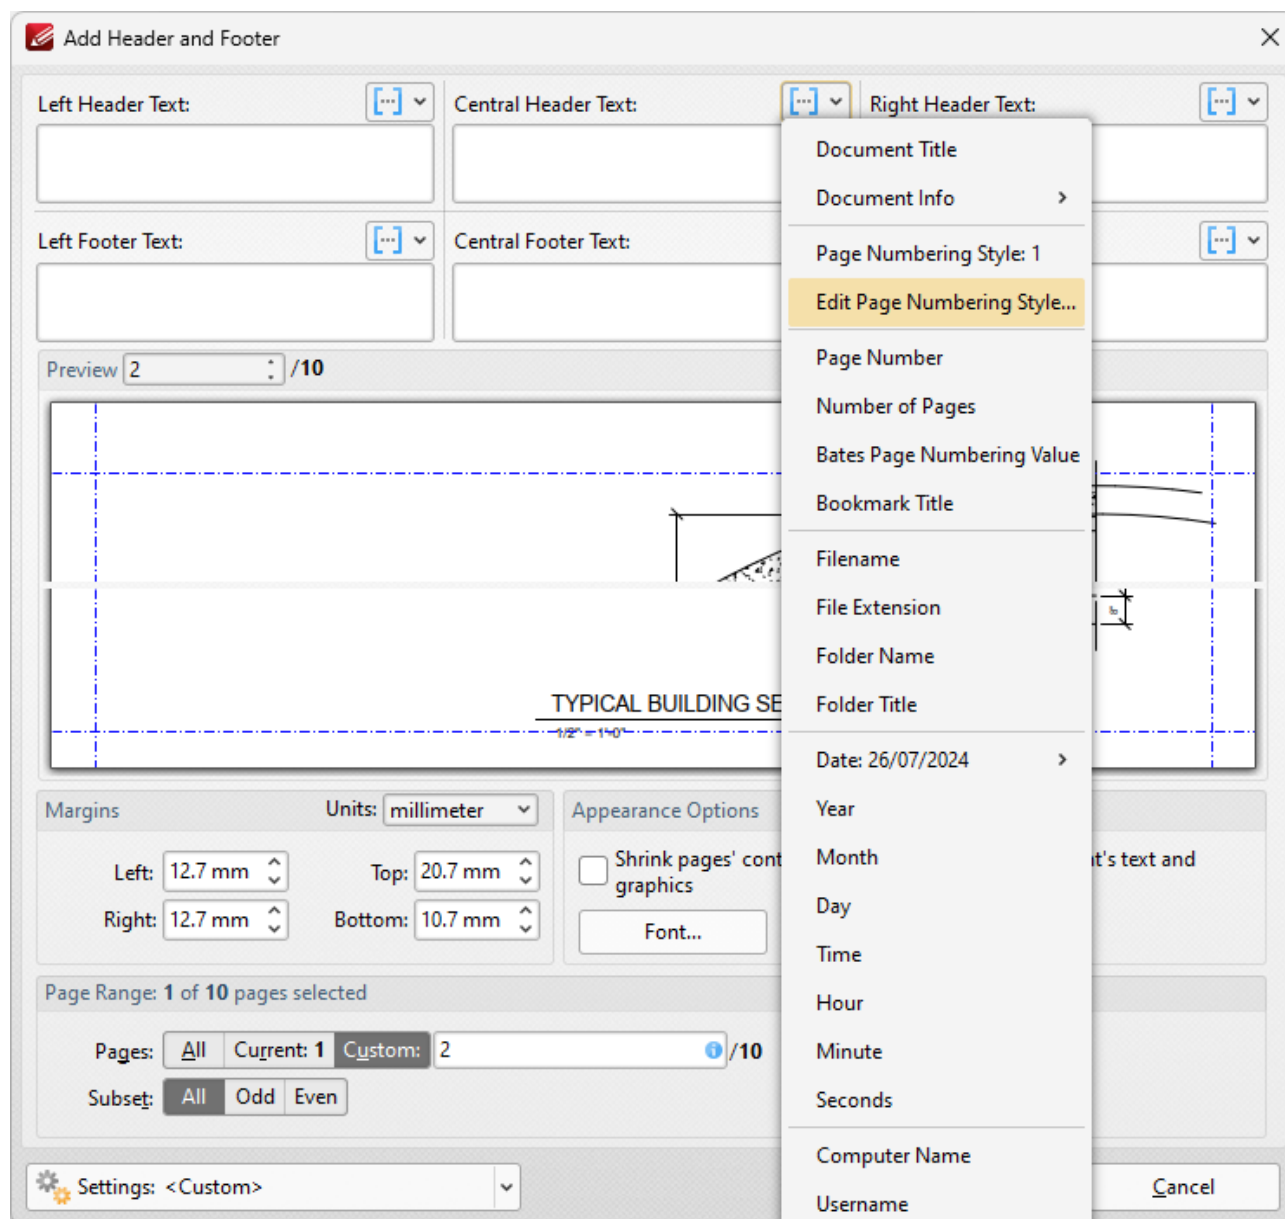 Add Header and Footer
Left Header Text:
Central Header Text:
Right Header Text:
Left Footer Text:
Central Footer Text:
Document Title
Document Info
Page Numbering Style: 1
Edit Page Numbering Style...
Page Number
Number of Pages
Bates Page Numbering Value
Bookmark Title
Filename
File Extension
Folder Name
Folder Title
Date: 26/07/2024
Year
Month
Day
Time
Hour
Minute
Seconds
Computer Name
Username
Preview 2 /10
TYPICAL BUILDING SE
1/2" = 1'-0"
Margins
Units: millimeter
Left: 12.7 mm
Top: 20.7 mm
Right: 12.7 mm
Bottom: 10.7 mm
Appearance Options
Shrink pages' cont
t's text and
graphics
Font...
Page Range: 1 of 10 pages selected
Pages: All Current: 1 Custom: 2 /10
Subset: All Odd Even
Settings: <Custom>
Cancel